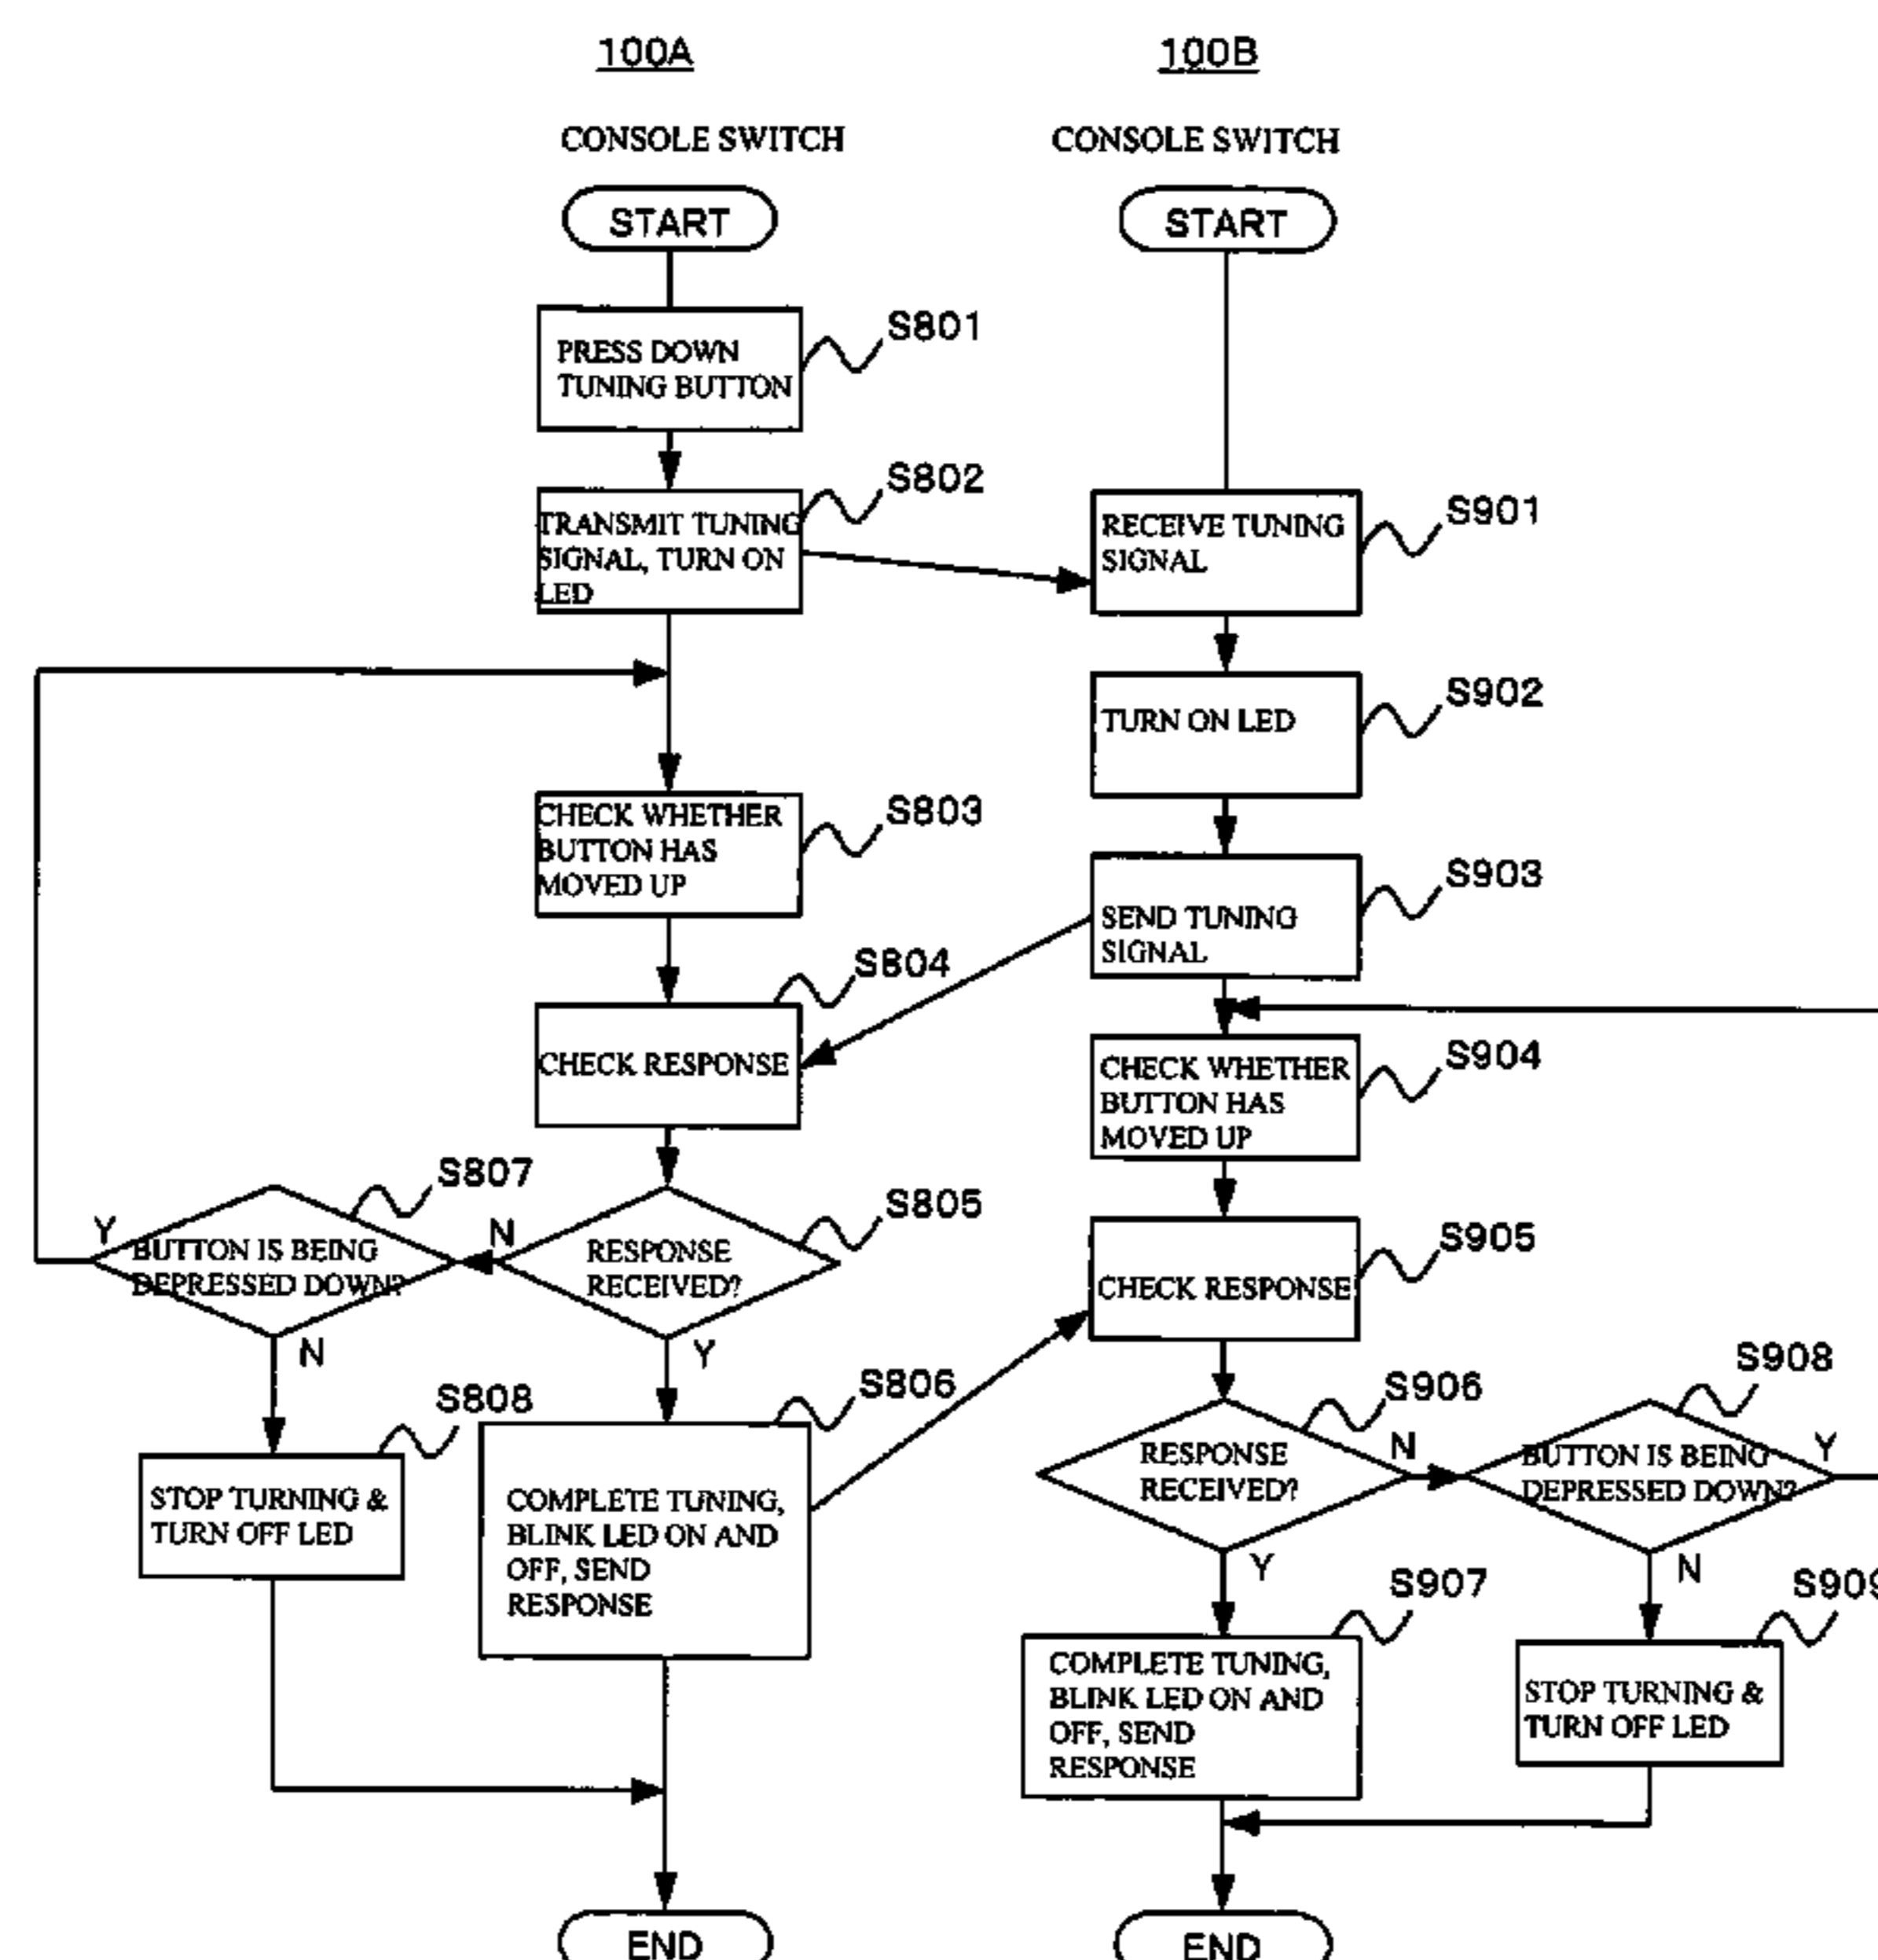 100A
CONSOLE SWITCH
START
PRESS DOWN
TUNING BUTTON
S801
TRANSMIT TUNING
SIGNAL, TURN ON
LED
S802
CHECK WHETHER
BUTTON HAS
MOVED UP
S803
CHECK RESPONSE
S804
RESPONSE
RECEIVED?
S805
N
Y
BUTTON IS BEING
DEPRESSED DOWN?
S807
Y
N
STOP TURNING &
TURN OFF LED
S808
COMPLETE TUNING,
BLINK LED ON AND
OFF, SEND
RESPONSE
S806
END
100B
CONSOLE SWITCH
START
RECEIVE TUNING
SIGNAL
S901
TURN ON LED
S902
SEND TUNING
SIGNAL
S903
CHECK WHETHER
BUTTON HAS
MOVED UP
S904
CHECK RESPONSE
S905
RESPONSE
RECEIVED?
S906
N
Y
BUTTON IS BEING
DEPRESSED DOWN?
S908
Y
N
COMPLETE TUNING,
BLINK LED ON AND
OFF, SEND
RESPONSE
S907
STOP TURNING &
TURN OFF LED
S909
END